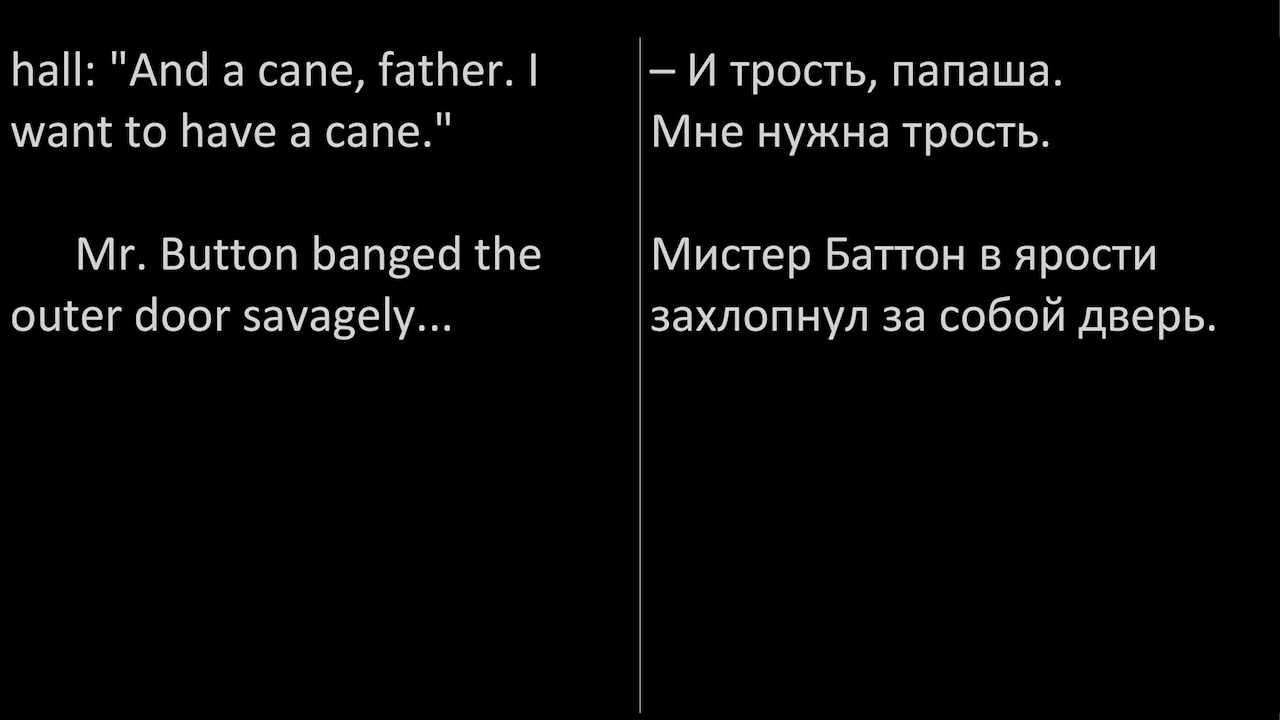 hall: "And a cane, father. I
want to have a cane."
Mr. Button banged the
outer door savagely...
– И трость, папаша.
Мне нужна трость.
Мистер Баттон в ярости
захлопнул за собой дверь.